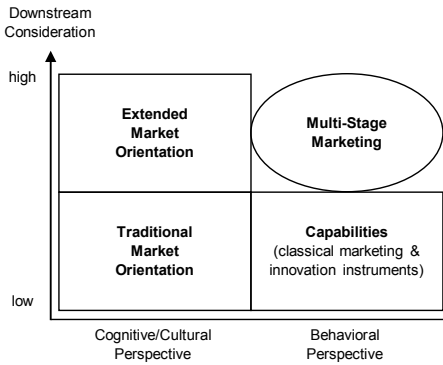 Downstream
Consideration
high
Extended
Market
Orientation
Multi-Stage
Marketing
Traditional
Market
Orientation
Capabilities
(classical marketing &
innovation instruments)
low
Cognitive/Cultural
Perspective
Behavioral
Perspective